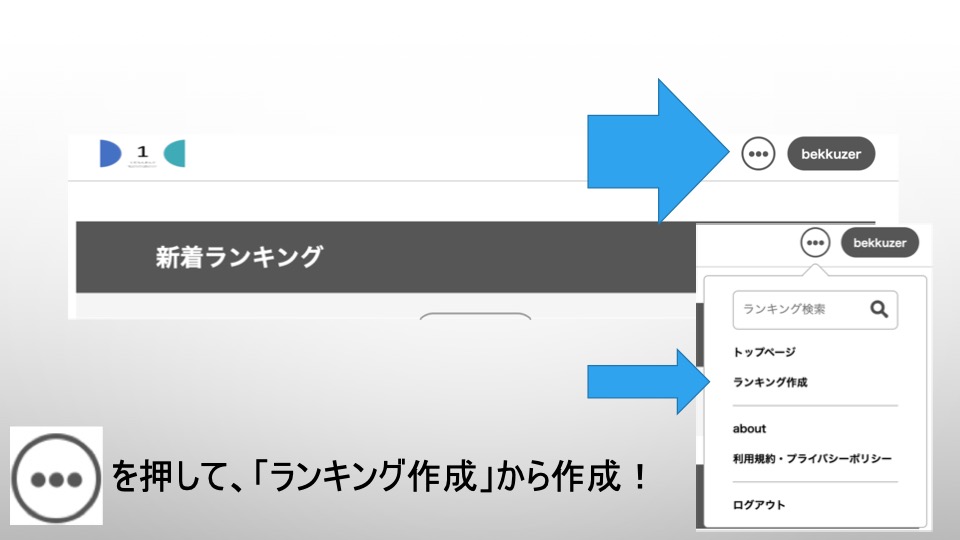 1
bekkuzer
新着ランキング
bekkuzer
ランキング検索
トップページ
ランキング作成
about
利用規約・プライバシーポリシー
ログアウト
を押して、「ランキング作成」から作成！